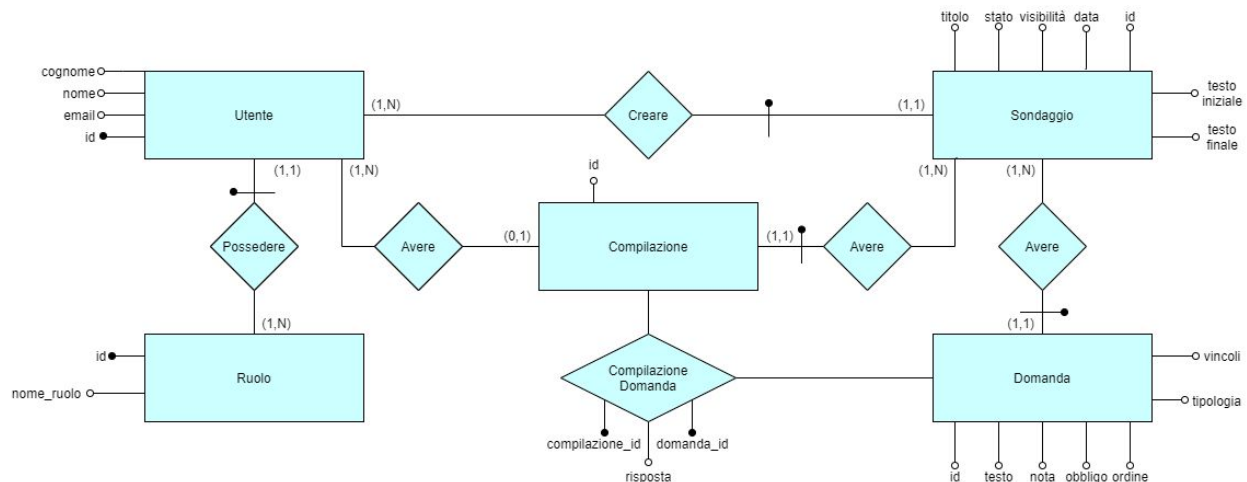 titolo stato visibilità data id
cognome
nome
email
id
Utente
(1,N)
Creare
(1,1)
Sondaggio
testo
iniziale
testo
finale
(1,1)
(1,N)
(1,N)
(1,N)
id
Possedere
Avere
(0,1)
Compilazione
(1,1)
Avere
Avere
(1,N)
(1,1)
id
nome_ruolo
Ruolo
Compilazione
Domanda
Domanda
vincoli
tipologia
compilazione_id
domanda_id
risposta
id testo nota obbligo ordine